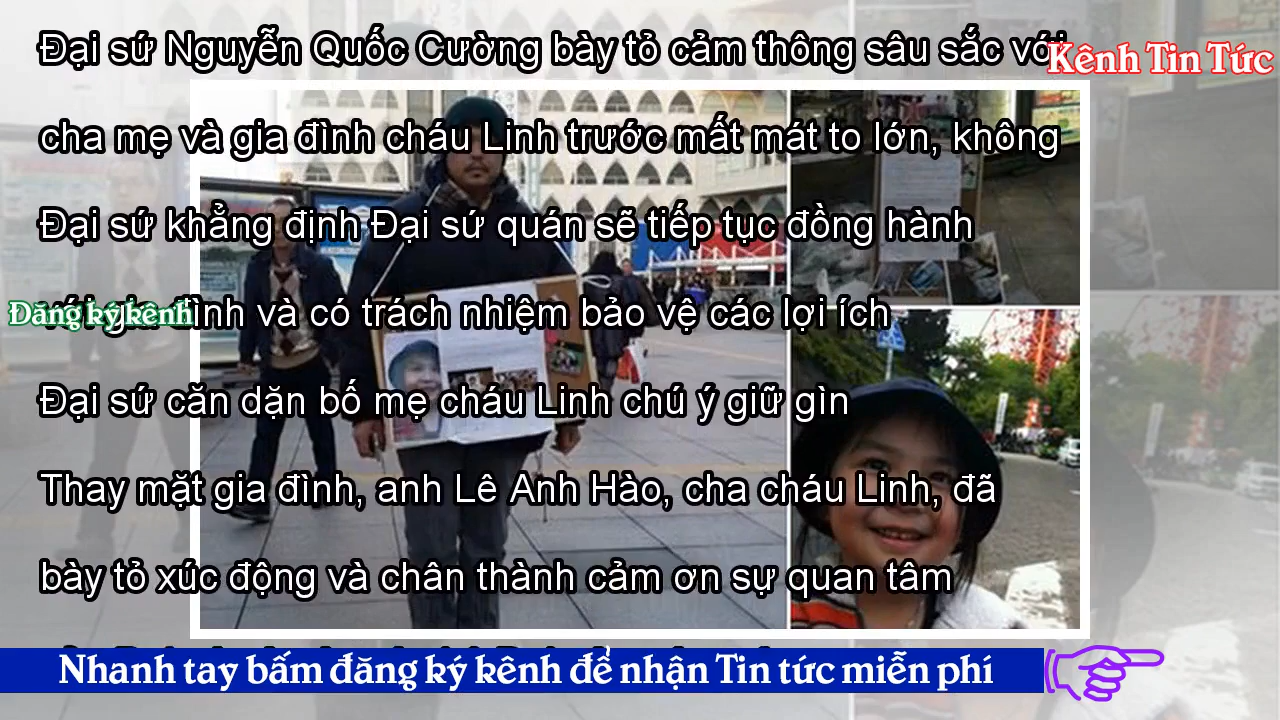 Đại sứ Nguyễn Quốc Cường bày tỏ cảm thông sâu sắc với
Kênh Tin Tức
cha mẹ và gia đình cháu Linh trước mất mát to lớn, không
Đại sứ khẳng định Đại sứ quán sẽ tiếp tục đồng hành
Đăng ký kênh
đình và có trách nhiệm bảo vệ các lợi ích
Đại sứ căn dặn bố mẹ cháu Linh chú ý giữ gìn
Thay mặt gia đình, anh Lê Anh Hào, cha cháu Linh, đã
bày tỏ xúc động và chân thành cảm ơn sự quan tâm
Nhanh tay bấm đăng ký kênh để nhận Tin tức miễn phí